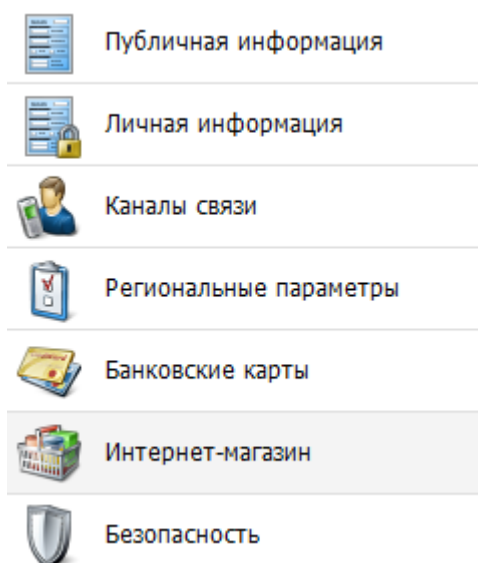 Публичная информация
Личная информация
Каналы связи
Региональные параметры
Банковские карты
Интернет-магазин
Безопасность